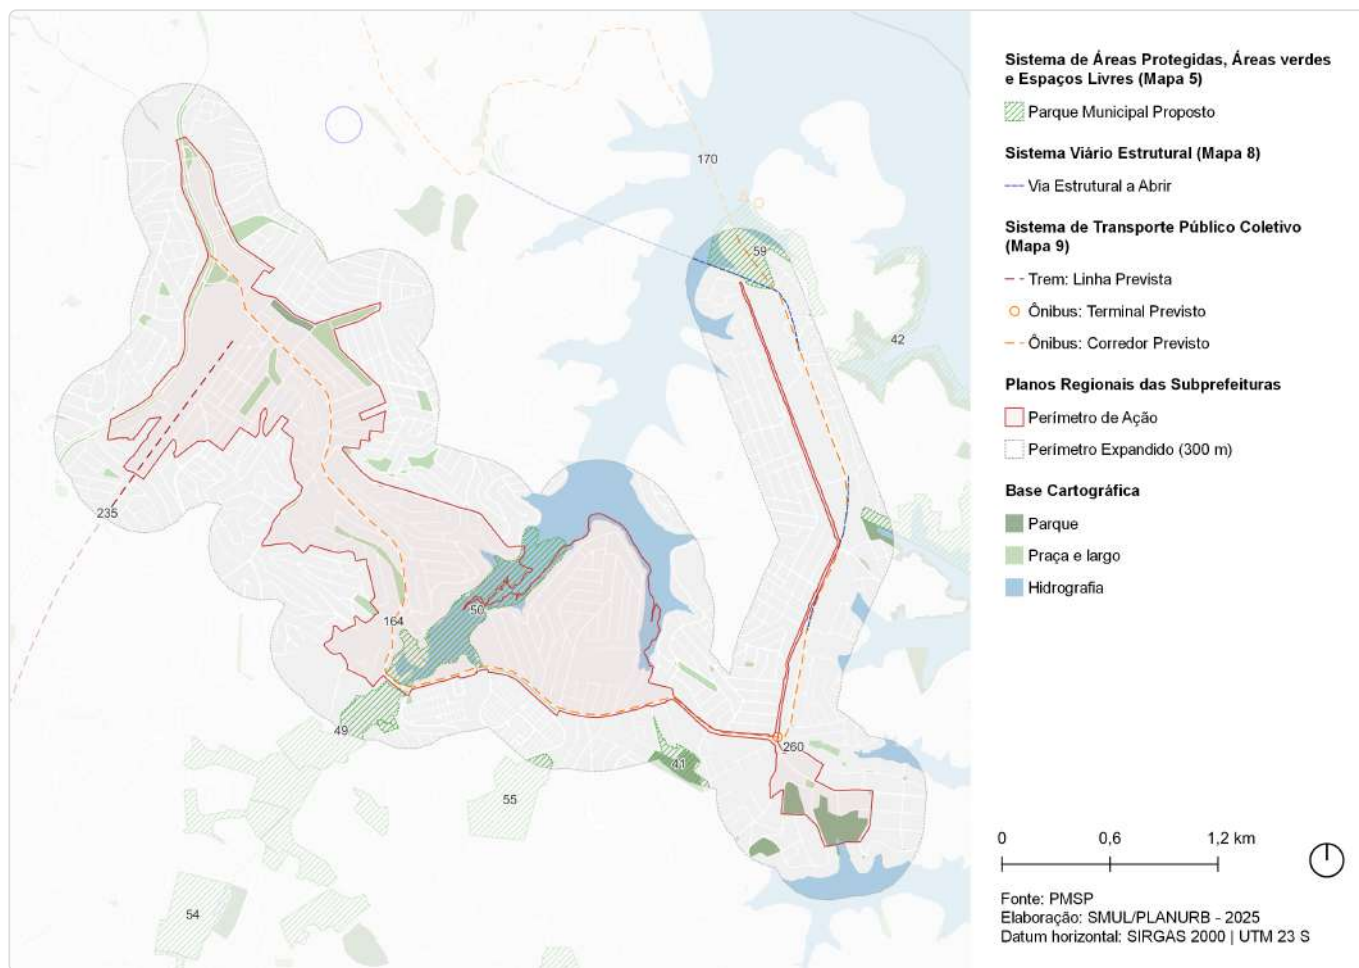 170
59
42
235
50
164
49
260
41
55
54
Sistema de Áreas Protegidas, Áreas verdes
e Espaços Livres (Mapa 5)
Parque Municipal Proposto
Sistema Viário Estrutural (Mapa 8)
Via Estrutural a Abrir
Sistema de Transporte Público Coletivo
(Mapa 9)
Trem: Linha Prevista
Ônibus: Terminal Previsto
Ônibus: Corredor Previsto
Planos Regionais das Subprefeituras
Perímetro de Ação
Perímetro Expandido (300 m)
Base Cartográfica
Parque
Praça e largo
Hidrografia
0 0,6 1,2 km
Fonte: PMSP
Elaboração: SMUL/PLANURB - 2025
Datum horizontal: SIRGAS 2000 | UTM 23 S